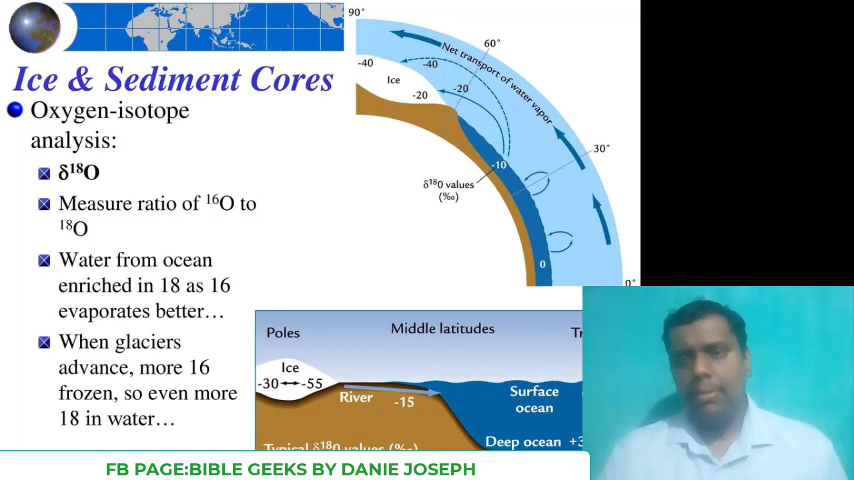 Ice & Sediment Cores
Oxygen-isotope
analysis:
δ¹⁸O
Measure ratio of ¹⁶O to
¹⁸O
Water from ocean
enriched in 18 as 16
evaporates better…
When glaciers
advance, more 16
frozen, so even more
18 in water…
90°
60°
30°
0°
Net transport of water vapor
-40
-40
Ice
-20
-20
-10
δ¹⁸0 values
(‰)
0
Poles
Middle latitudes
Tr
Ice
-30↔-55
River
-15
Surface
ocean
Deep ocean +3
Typical δ¹⁸0 values (‰)
FB PAGE:BIBLE GEEKS BY DANIE JOSEPH